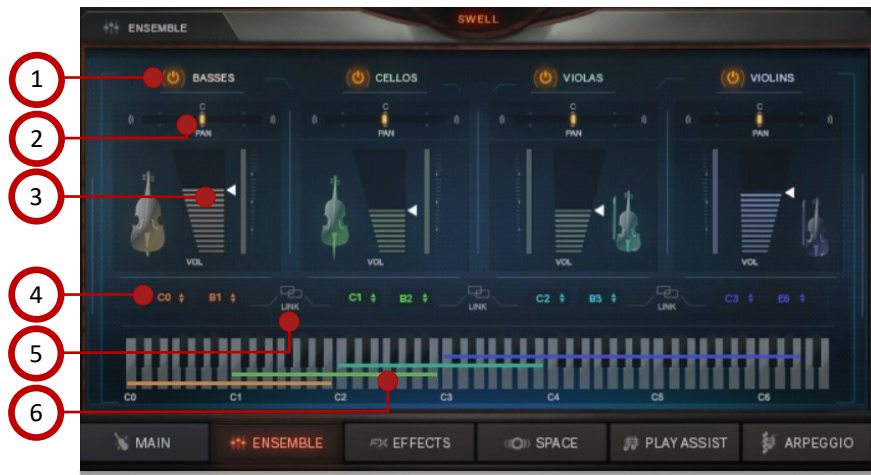 SWELL
ENSEMBLE
1
BASSES
CELLOS
VIOLAS
VIOLINS
C
C
C
C
2
PAN
PAN
PAN
PAN
3
VOL
VOL
VOL
VOL
4
C0 B1
C1 B2
C2 B3
C3 E6
LINK
LINK
LINK
5
6
C0 C1 C2 C3 C4 C5 C6
MAIN
ENSEMBLE
FX EFFECTS
SPACE
PLAY ASSIST
ARPEGGIO